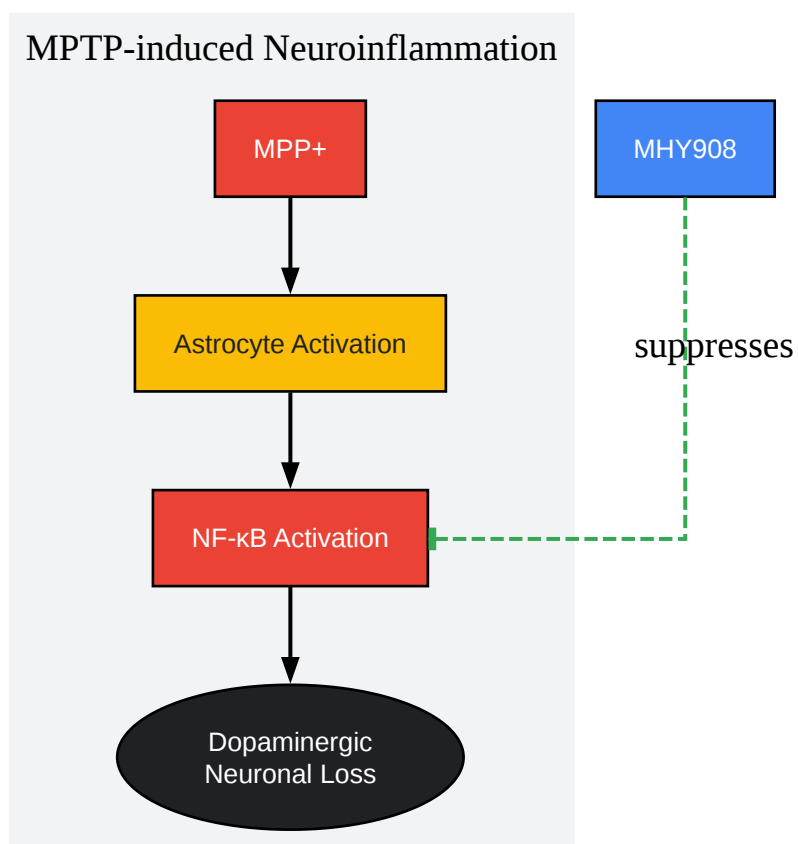 MPTP-induced Neuroinflammation
MPP+
MHY908
Astrocyte Activation
suppresses
NF-κB Activation
Dopaminergic
Neuronal Loss